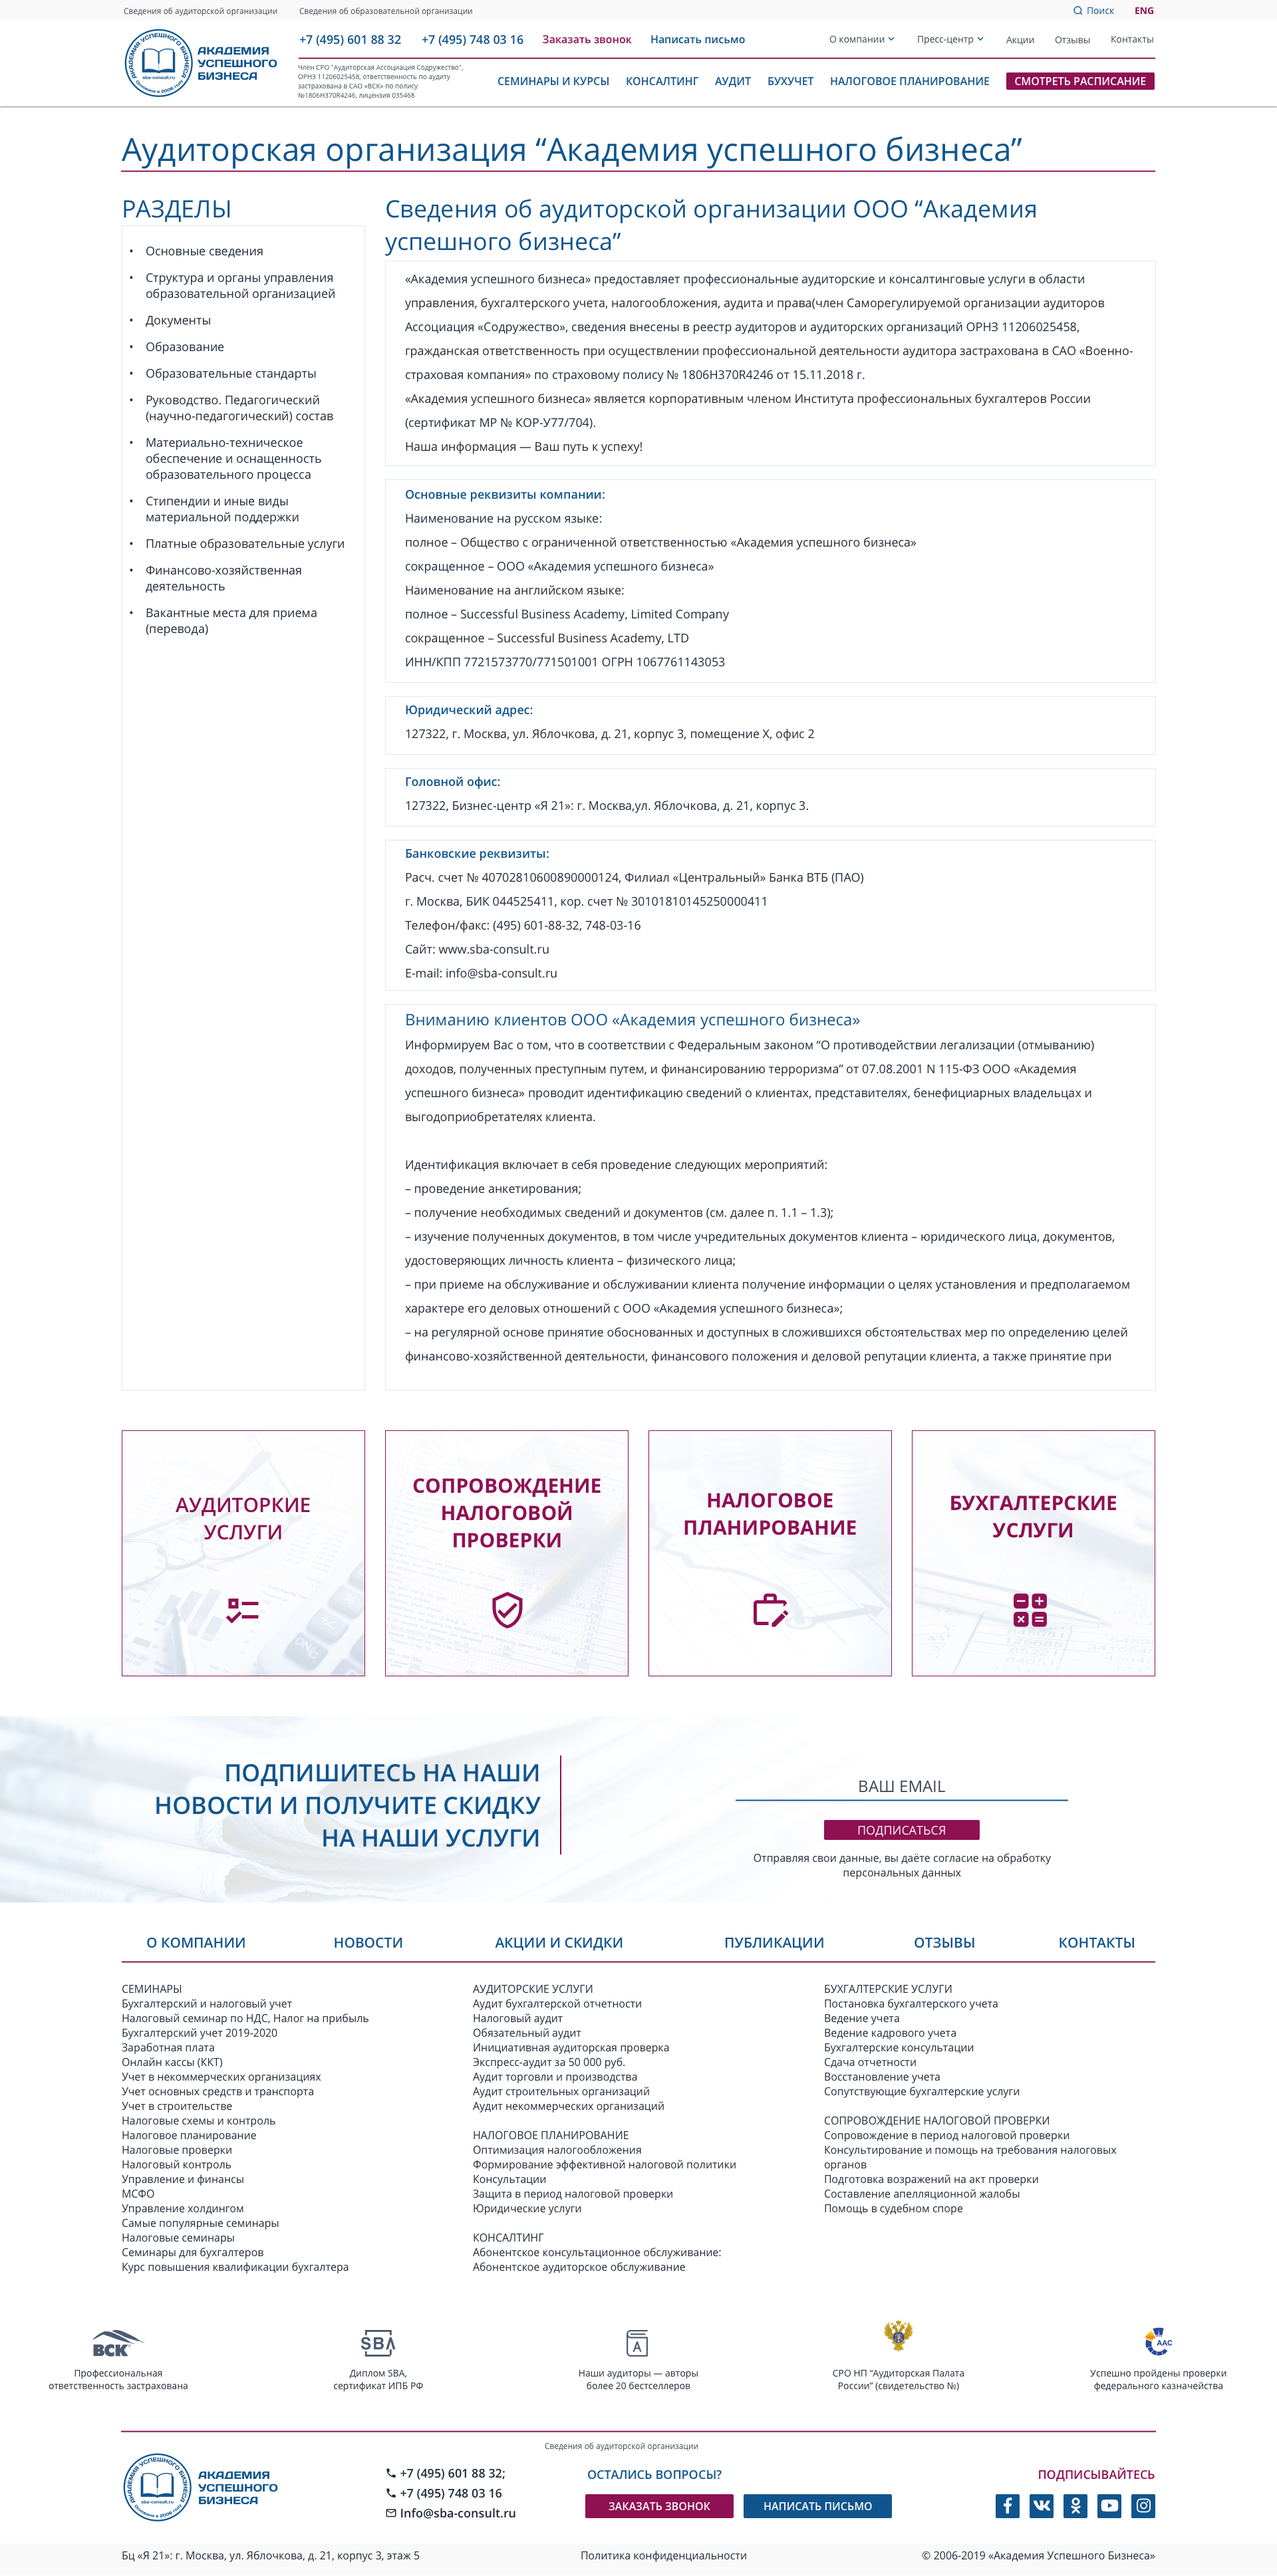 Сведения об аудиторской организации
Сведения об образовательной организации
Поиск
ENG
АКАДЕМИЯ УСПЕШНОГО БИЗНЕСА
sba-consult.ru
Основана в 2006 году
АКАДЕМИЯ
УСПЕШНОГО
БИЗНЕСА
+7 (495) 601 88 32
+7 (495) 748 03 16
Заказать звонок
Написать письмо
О компании
Пресс-центр
Акции
Отзывы
Контакты
Член СРО "Аудиторская Ассоциация Содружество",
ОРНЗ 11206025458, ответственность по аудиту
застрахована в САО «ВСК» по полису
№1806H370R4246, лицензия 035468
СЕМИНАРЫ И КУРСЫ
КОНСАЛТИНГ
АУДИТ
БУХУЧЕТ
НАЛОГОВОЕ ПЛАНИРОВАНИЕ
СМОТРЕТЬ РАСПИСАНИЕ
Аудиторская организация “Академия успешного бизнеса”
РАЗДЕЛЫ
• Основные сведения
• Структура и органы управления
образовательной организацией
• Документы
• Образование
• Образовательные стандарты
• Руководство. Педагогический
(научно-педагогический) состав
• Материально-техническое
обеспечение и оснащенность
образовательного процесса
• Стипендии и иные виды
материальной поддержки
• Платные образовательные услуги
• Финансово-хозяйственная
деятельность
• Вакантные места для приема
(перевода)
Сведения об аудиторской организации ООО “Академия
успешного бизнеса”
«Академия успешного бизнеса» предоставляет профессиональные аудиторские и консалтинговые услуги в области
управления, бухгалтерского учета, налогообложения, аудита и права(член Саморегулируемой организации аудиторов
Ассоциация «Содружество», сведения внесены в реестр аудиторов и аудиторских организаций ОРНЗ 11206025458,
гражданская ответственность при осуществлении профессиональной деятельности аудитора застрахована в САО «Военно-
страховая компания» по страховому полису № 1806H370R4246 от 15.11.2018 г.
«Академия успешного бизнеса» является корпоративным членом Института профессиональных бухгалтеров России
(сертификат МР № КОР-У77/704).
Наша информация — Ваш путь к успеху!
Основные реквизиты компании:
Наименование на русском языке:
полное – Общество с ограниченной ответственностью «Академия успешного бизнеса»
сокращенное – ООО «Академия успешного бизнеса»
Наименование на английском языке:
полное – Successful Business Academy, Limited Company
сокращенное – Successful Business Academy, LTD
ИНН/КПП 7721573770/771501001 ОГРН 1067761143053
Юридический адрес:
127322, г. Москва, ул. Яблочкова, д. 21, корпус 3, помещение X, офис 2
Головной офис:
127322, Бизнес-центр «Я 21»: г. Москва,ул. Яблочкова, д. 21, корпус 3.
Банковские реквизиты:
Расч. счет № 40702810600890000124, Филиал «Центральный» Банка ВТБ (ПАО)
г. Москва, БИК 044525411, кор. счет № 30101810145250000411
Телефон/факс: (495) 601-88-32, 748-03-16
Сайт: www.sba-consult.ru
E-mail: info@sba-consult.ru
Вниманию клиентов ООО «Академия успешного бизнеса»
Информируем Вас о том, что в соответствии с Федеральным законом “О противодействии легализации (отмыванию)
доходов, полученных преступным путем, и финансированию терроризма” от 07.08.2001 N 115-ФЗ ООО «Академия
успешного бизнеса» проводит идентификацию сведений о клиентах, представителях, бенефициарных владельцах и
выгодоприобретателях клиента.
Идентификация включает в себя проведение следующих мероприятий:
– проведение анкетирования;
– получение необходимых сведений и документов (см. далее п. 1.1 – 1.3);
– изучение полученных документов, в том числе учредительных документов клиента – юридического лица, документов,
удостоверяющих личность клиента – физического лица;
– при приеме на обслуживание и обслуживании клиента получение информации о целях установления и предполагаемом
характере его деловых отношений с ООО «Академия успешного бизнеса»;
– на регулярной основе принятие обоснованных и доступных в сложившихся обстоятельствах мер по определению целей
финансово-хозяйственной деятельности, финансового положения и деловой репутации клиента, а также принятие при
АУДИТОРКИЕ
УСЛУГИ
СОПРОВОЖДЕНИЕ
НАЛОГОВОЙ
ПРОВЕРКИ
НАЛОГОВОЕ
ПЛАНИРОВАНИЕ
БУХГАЛТЕРСКИЕ
УСЛУГИ
ПОДПИШИТЕСЬ НА НАШИ
НОВОСТИ И ПОЛУЧИТЕ СКИДКУ
НА НАШИ УСЛУГИ
ВАШ EMAIL
ПОДПИСАТЬСЯ
Отправляя свои данные, вы даёте согласие на обработку
персональных данных
О КОМПАНИИ
НОВОСТИ
АКЦИИ И СКИДКИ
ПУБЛИКАЦИИ
ОТЗЫВЫ
КОНТАКТЫ
СЕМИНАРЫ
Бухгалтерский и налоговый учет
Налоговый семинар по НДС, Налог на прибыль
Бухгалтерский учет 2019-2020
Заработная плата
Онлайн кассы (ККТ)
Учет в некоммерческих организациях
Учет основных средств и транспорта
Учет в строительстве
Налоговые схемы и контроль
Налоговое планирование
Налоговые проверки
Налоговый контроль
Управление и финансы
МСФО
Управление холдингом
Самые популярные семинары
Налоговые семинары
Семинары для бухгалтеров
Курс повышения квалификации бухгалтера
АУДИТОРСКИЕ УСЛУГИ
Аудит бухгалтерской отчетности
Налоговый аудит
Обязательный аудит
Инициативная аудиторская проверка
Экспресс-аудит за 50 000 руб.
Аудит торговли и производства
Аудит строительных организаций
Аудит некоммерческих организаций
НАЛОГОВОЕ ПЛАНИРОВАНИЕ
Оптимизация налогообложения
Формирование эффективной налоговой политики
Консультации
Защита в период налоговой проверки
Юридические услуги
КОНСАЛТИНГ
Абонентское консультационное обслуживание:
Абонентское аудиторское обслуживание
БУХГАЛТЕРСКИЕ УСЛУГИ
Постановка бухгалтерского учета
Ведение учета
Ведение кадрового учета
Бухгалтерские консультации
Сдача отчетности
Восстановление учета
Сопутствующие бухгалтерские услуги
СОПРОВОЖДЕНИЕ НАЛОГОВОЙ ПРОВЕРКИ
Сопровождение в период налоговой проверки
Консультирование и помощь на требования налоговых
органов
Подготовка возражений на акт проверки
Составление апелляционной жалобы
Помощь в судебном споре
ВСК
Профессиональная
ответственность застрахована
SBA
Диплом SBA,
сертификат ИПБ РФ
А
Наши аудиторы — авторы
более 20 бестселлеров
СРО НП “Аудиторская Палата
России” (свидетельство №)
ААС
Успешно пройдены проверки
федерального казначейства
Сведения об аудиторской организации
АКАДЕМИЯ УСПЕШНОГО БИЗНЕСА
sba-consult.ru
Основана в 2006 году
АКАДЕМИЯ
УСПЕШНОГО
БИЗНЕСА
+7 (495) 601 88 32;
+7 (495) 748 03 16
Info@sba-consult.ru
ОСТАЛИСЬ ВОПРОСЫ?
ЗАКАЗАТЬ ЗВОНОК
НАПИСАТЬ ПИСЬМО
ПОДПИСЫВАЙТЕСЬ
Бц «Я 21»: г. Москва, ул. Яблочкова, д. 21, корпус 3, этаж 5
Политика конфиденциальности
© 2006-2019 «Академия Успешного Бизнеса»